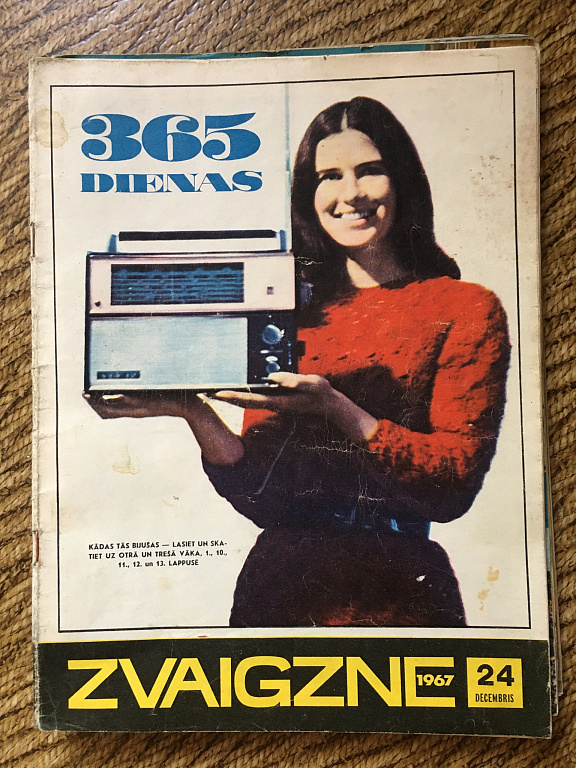 365
DIENAS
KĀDAS TĀS BIJUŠAS — LASIET UN SKA-
TIET UZ OTRĀ UN TREŠĀ VĀKA, 1., 10.,
11., 12. un 13. LAPPUSĒ
ZVAIGZNE
1967
24
DECEMBRIS